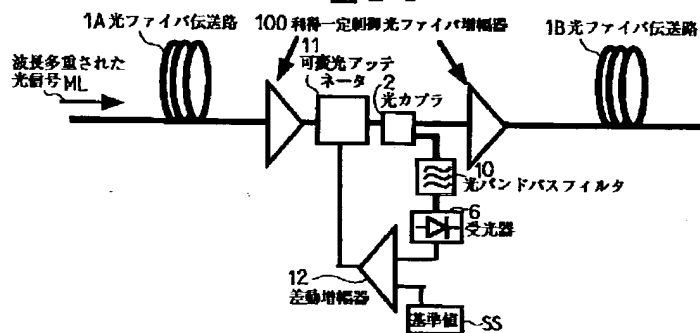 1A光ファイバ伝送路
100利得一定制御光ファイバ増幅器
1B光ファイバ伝送路
11
可変光アッテ
ネータ
2
光カプラ
波長多重された
光信号ML
10
光バンドパスフィルタ
6
受光器
12
差動増幅器
基準値
SS